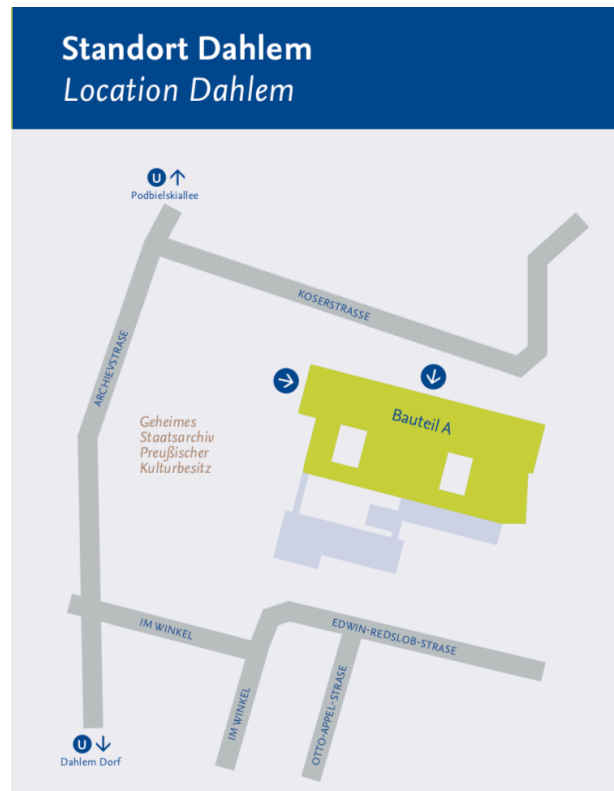 Standort Dahlem
Location Dahlem
U
Podbielskiallee
KOSERSTRASSE
ARCHIEVSTRASE
Bauteil A
Geheimes
Staatsarchiv
Preußischer
Kulturbesitz
IM WINKEL
EDWIN-REDSLOB-STRASE
IM WINKEL
OTTO-APPEL-STRASE
U
Dahlem Dorf